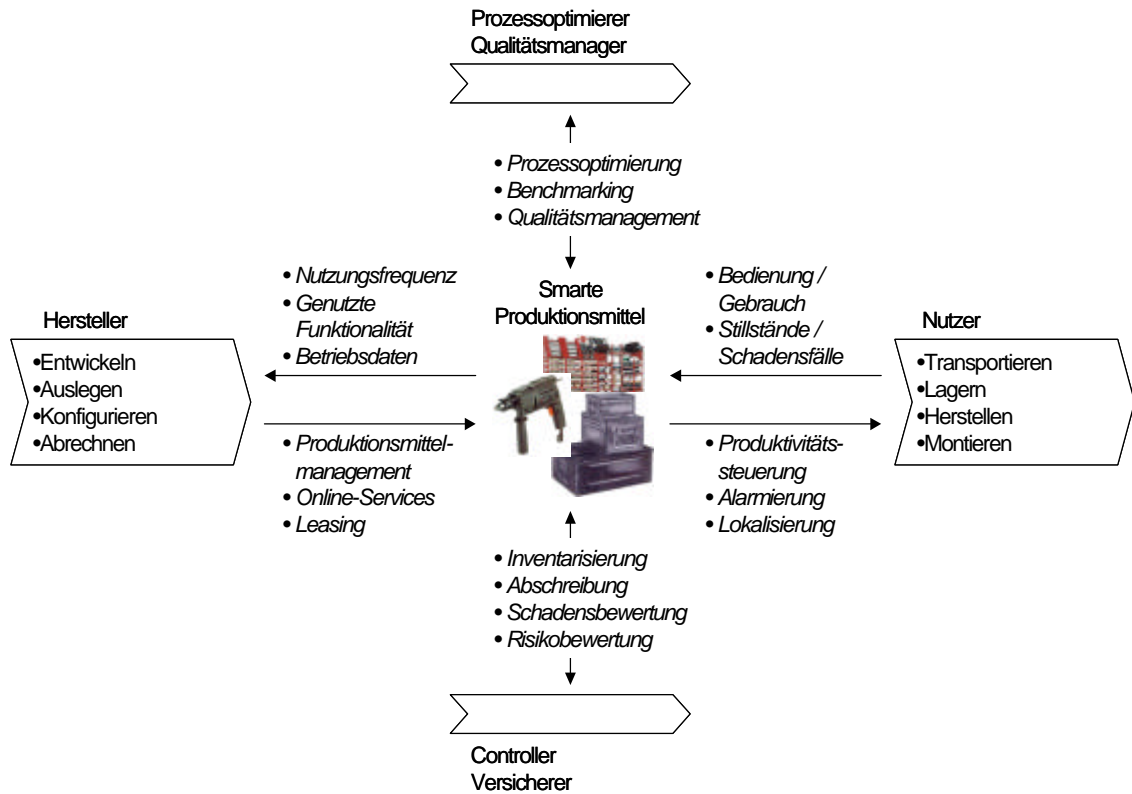 Prozessoptimierer
Qualitätsmanager
• Prozessoptimierung
• Benchmarking
• Qualitätsmanagement
Hersteller
•Entwickeln
•Auslegen
•Konfigurieren
•Abrechnen
• Nutzungsfrequenz
• Genutzte
Funktionalität
• Betriebsdaten
• Produktionsmittel-
management
• Online-Services
• Leasing
Smarte
Produktionsmittel
• Bedienung /
Gebrauch
• Stillstände /
Schadensfälle
• Produktivitäts-
steuerung
• Alarmierung
• Lokalisierung
Nutzer
•Transportieren
•Lagern
•Herstellen
•Montieren
• Inventarisierung
• Abschreibung
• Schadensbewertung
• Risikobewertung
Controller
Versicherer